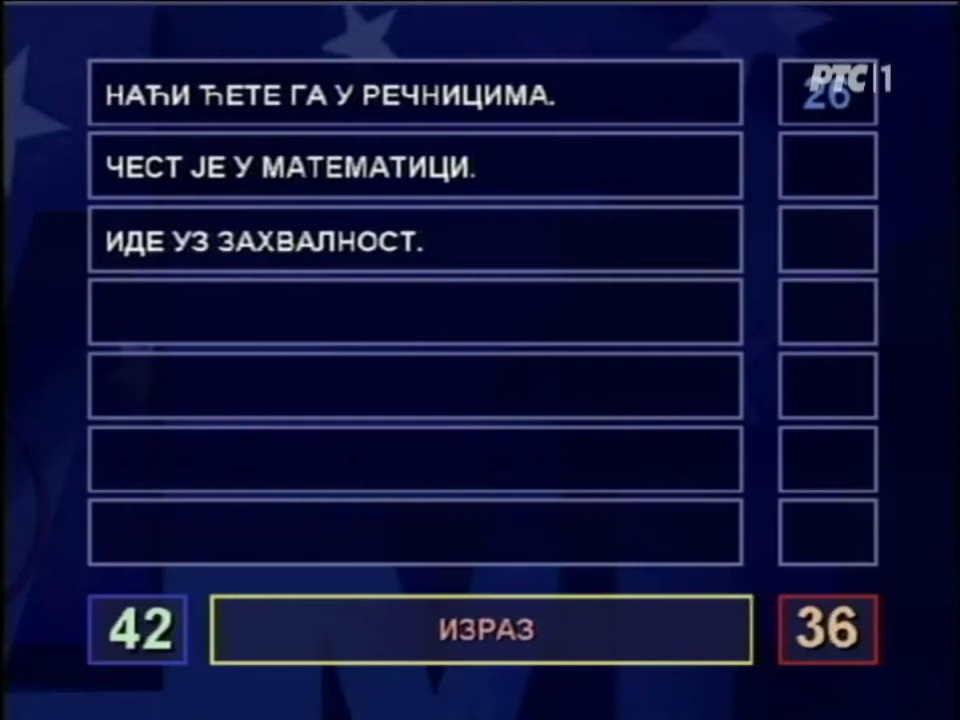 НАЋИ ЋЕТЕ ГА У РЕЧНИЦИМА.
26
РТС|1
ЧЕСТ ЈЕ У МАТЕМАТИЦИ.
ИДЕ УЗ ЗАХВАЛНОСТ.
42
ИЗРАЗ
36